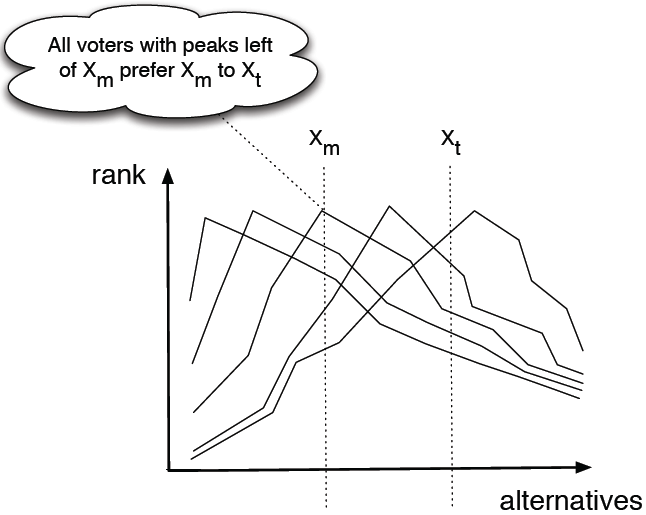 All voters with peaks left
of Xm prefer Xm to Xt
Xm
Xt
rank
alternatives